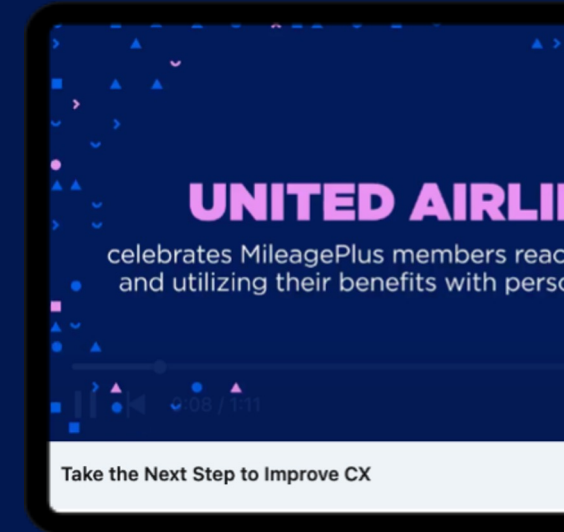 UNITED AIRLI
celebrates MileagePlus members reac
and utilizing their benefits with perso
0:08 / 1:11
Take the Next Step to Improve CX